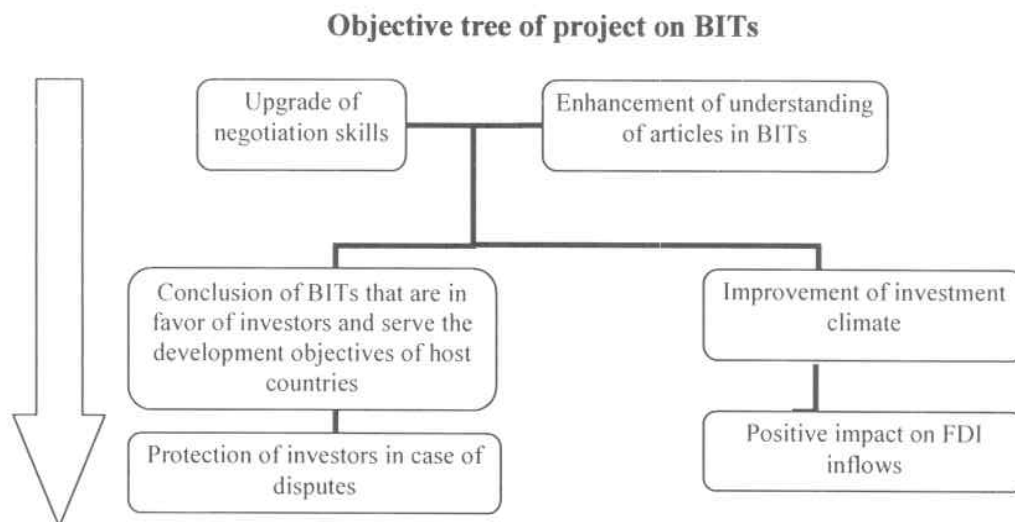 Objective tree of project on BITs
Upgrade of
negotiation skills
Enhancement of understanding
of articles in BITs
Conclusion of BITs that are in
favor of investors and serve the
development objectives of host
countries
Improvement of investment
climate
Protection of investors in case of
disputes
Positive impact on FDI
inflows